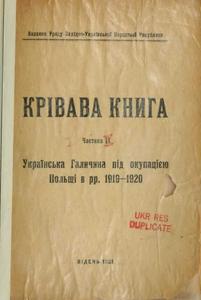 Видання Уряду Західно-Української Народньої Республики
КРІВАВА КНИГА
Частина II.
Українська Галичина під окупацією
Польщі в рр. 1919—1920
UKR RES
DUPLICATE
ВІДЕНЬ 1921